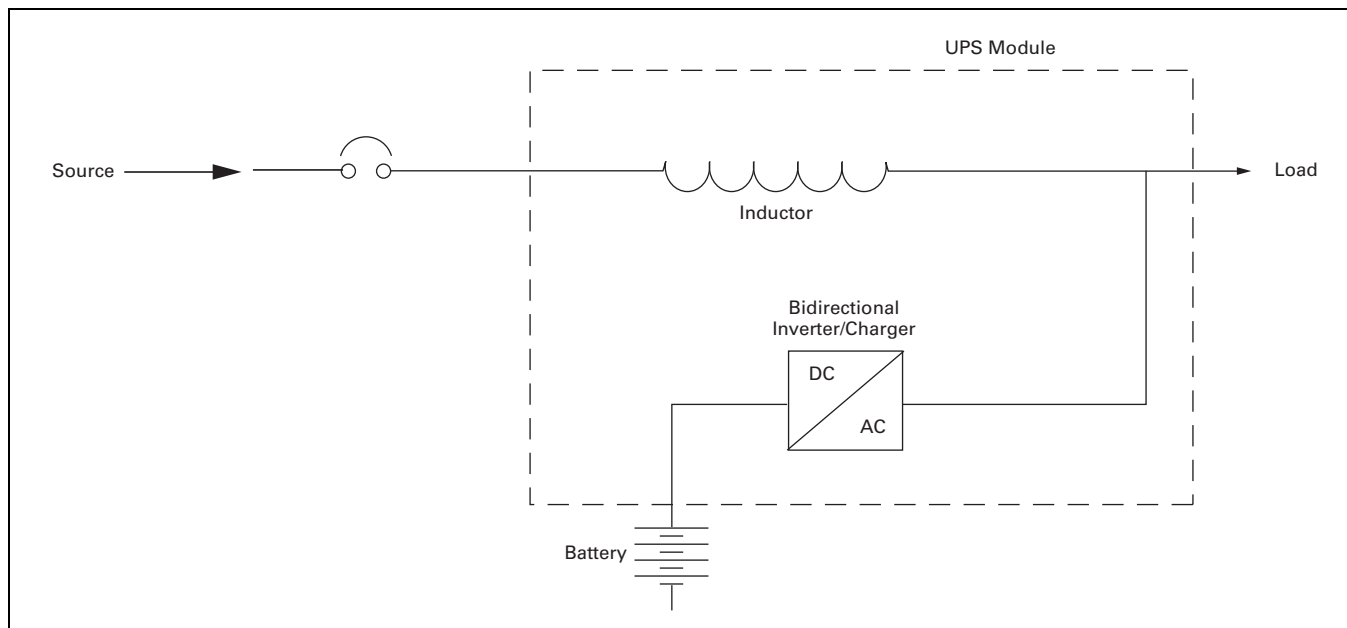 UPS Module
Source
Load
Inductor
Bidirectional
Inverter/Charger
DC
AC
Battery